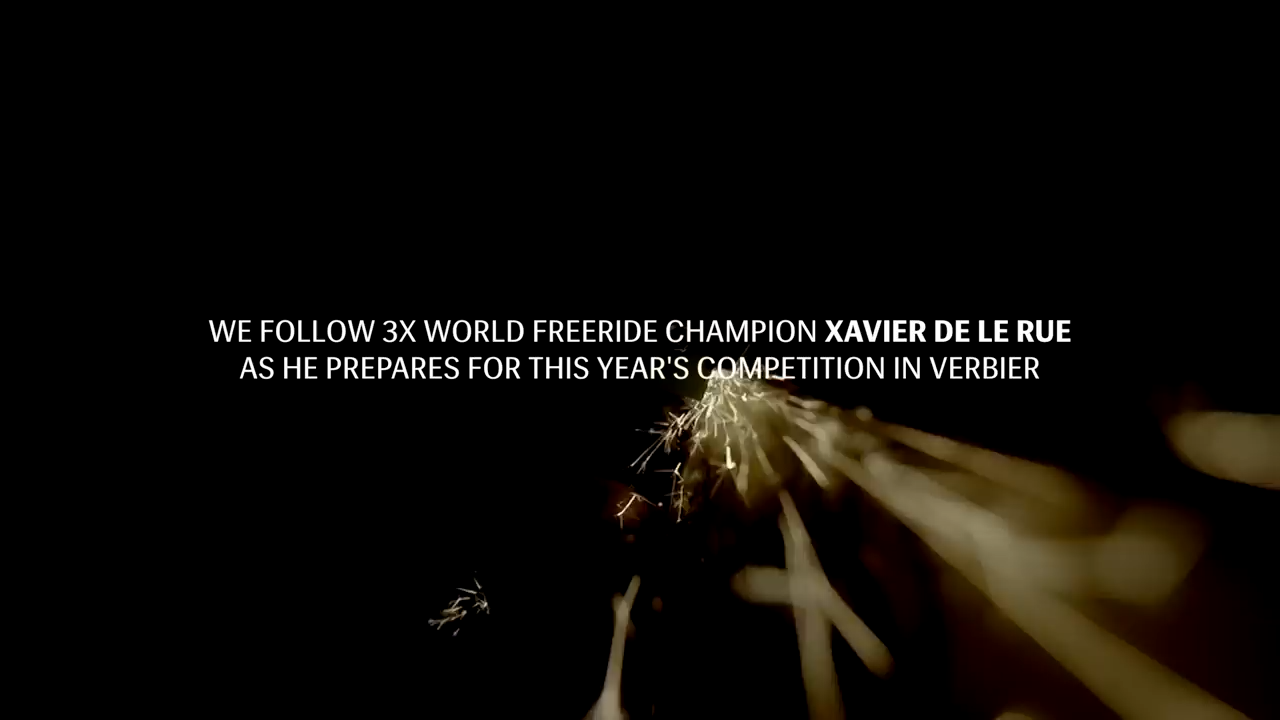 WE FOLLOW 3X WORLD FREERIDE CHAMPION XAVIER DE LE RUE
AS HE PREPARES FOR THIS YEAR'S COMPETITION IN VERBIER